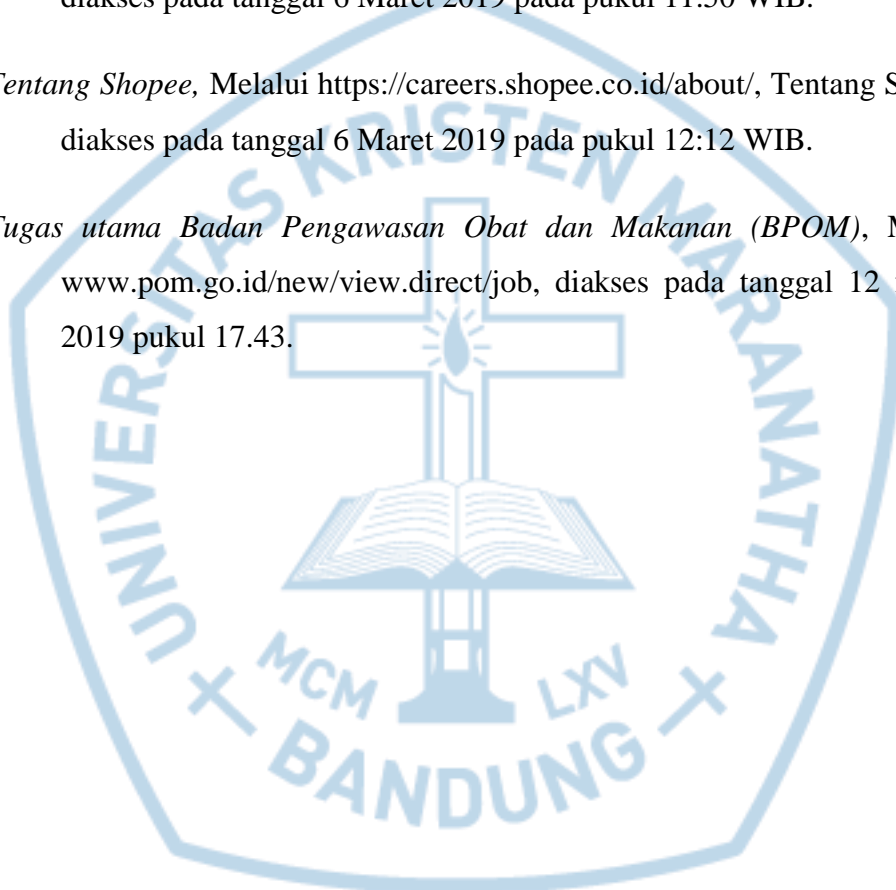 diakses pada tanggal 6 Maret 2019 pada pukul 11:50 WIB.
Tentang Shopee, Melalui https://careers.shopee.co.id/about/, Tentang
diakses pada tanggal 6 Maret 2019 pada pukul 12:12 WIB.
Tugas utama Badan Pengawasan Obat dan Makanan (BPOM),
www.pom.go.id/new/view.direct/job, diakses pada tanggal 12
2019 pukul 17.43.
UNIVERSITAS KRISTEN MARANATHA
MCM LXV
BANDUNG